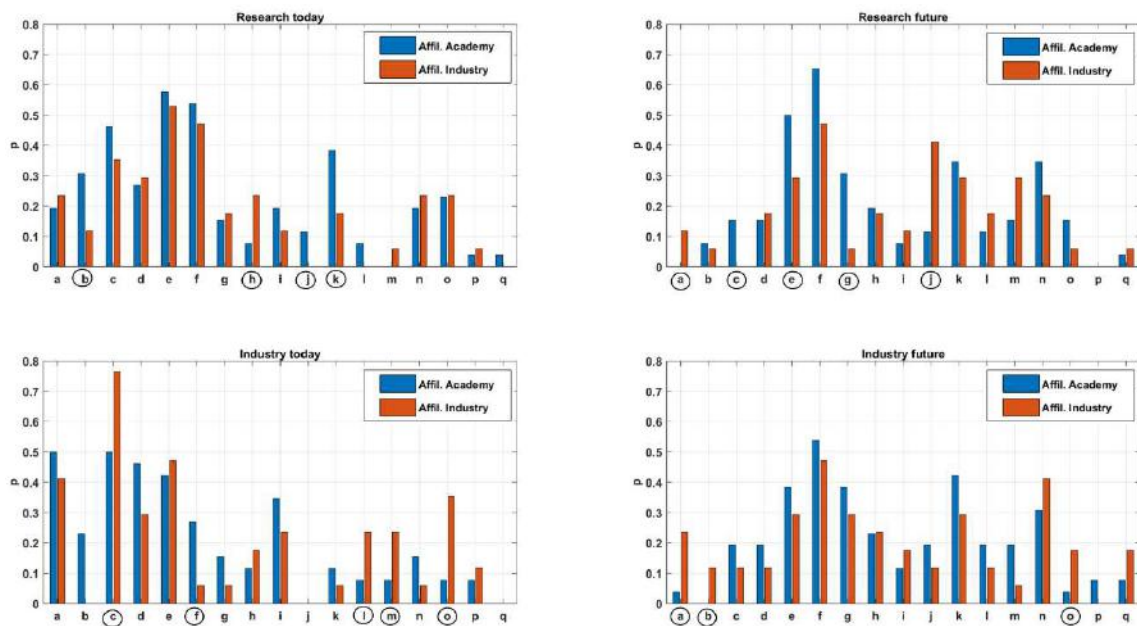 Research today
0.8
0.7
0.6
0.5
0.4
0.3
0.2
0.1
0
p
Affil. Academy
Affil. Industry
a b c d e f g h i j k l m n o p q
Research future
0.8
0.7
0.6
0.5
0.4
0.3
0.2
0.1
0
p
Affil. Academy
Affil. Industry
a b c d e f g h i j k l m n o p q
Industry today
0.8
0.7
0.6
0.5
0.4
0.3
0.2
0.1
0
p
Affil. Academy
Affil. Industry
a b c d e f g h i j k l m n o p q
Industry future
0.8
0.7
0.6
0.5
0.4
0.3
0.2
0.1
0
p
Affil. Academy
Affil. Industry
a b c d e f g h i j k l m n o p q